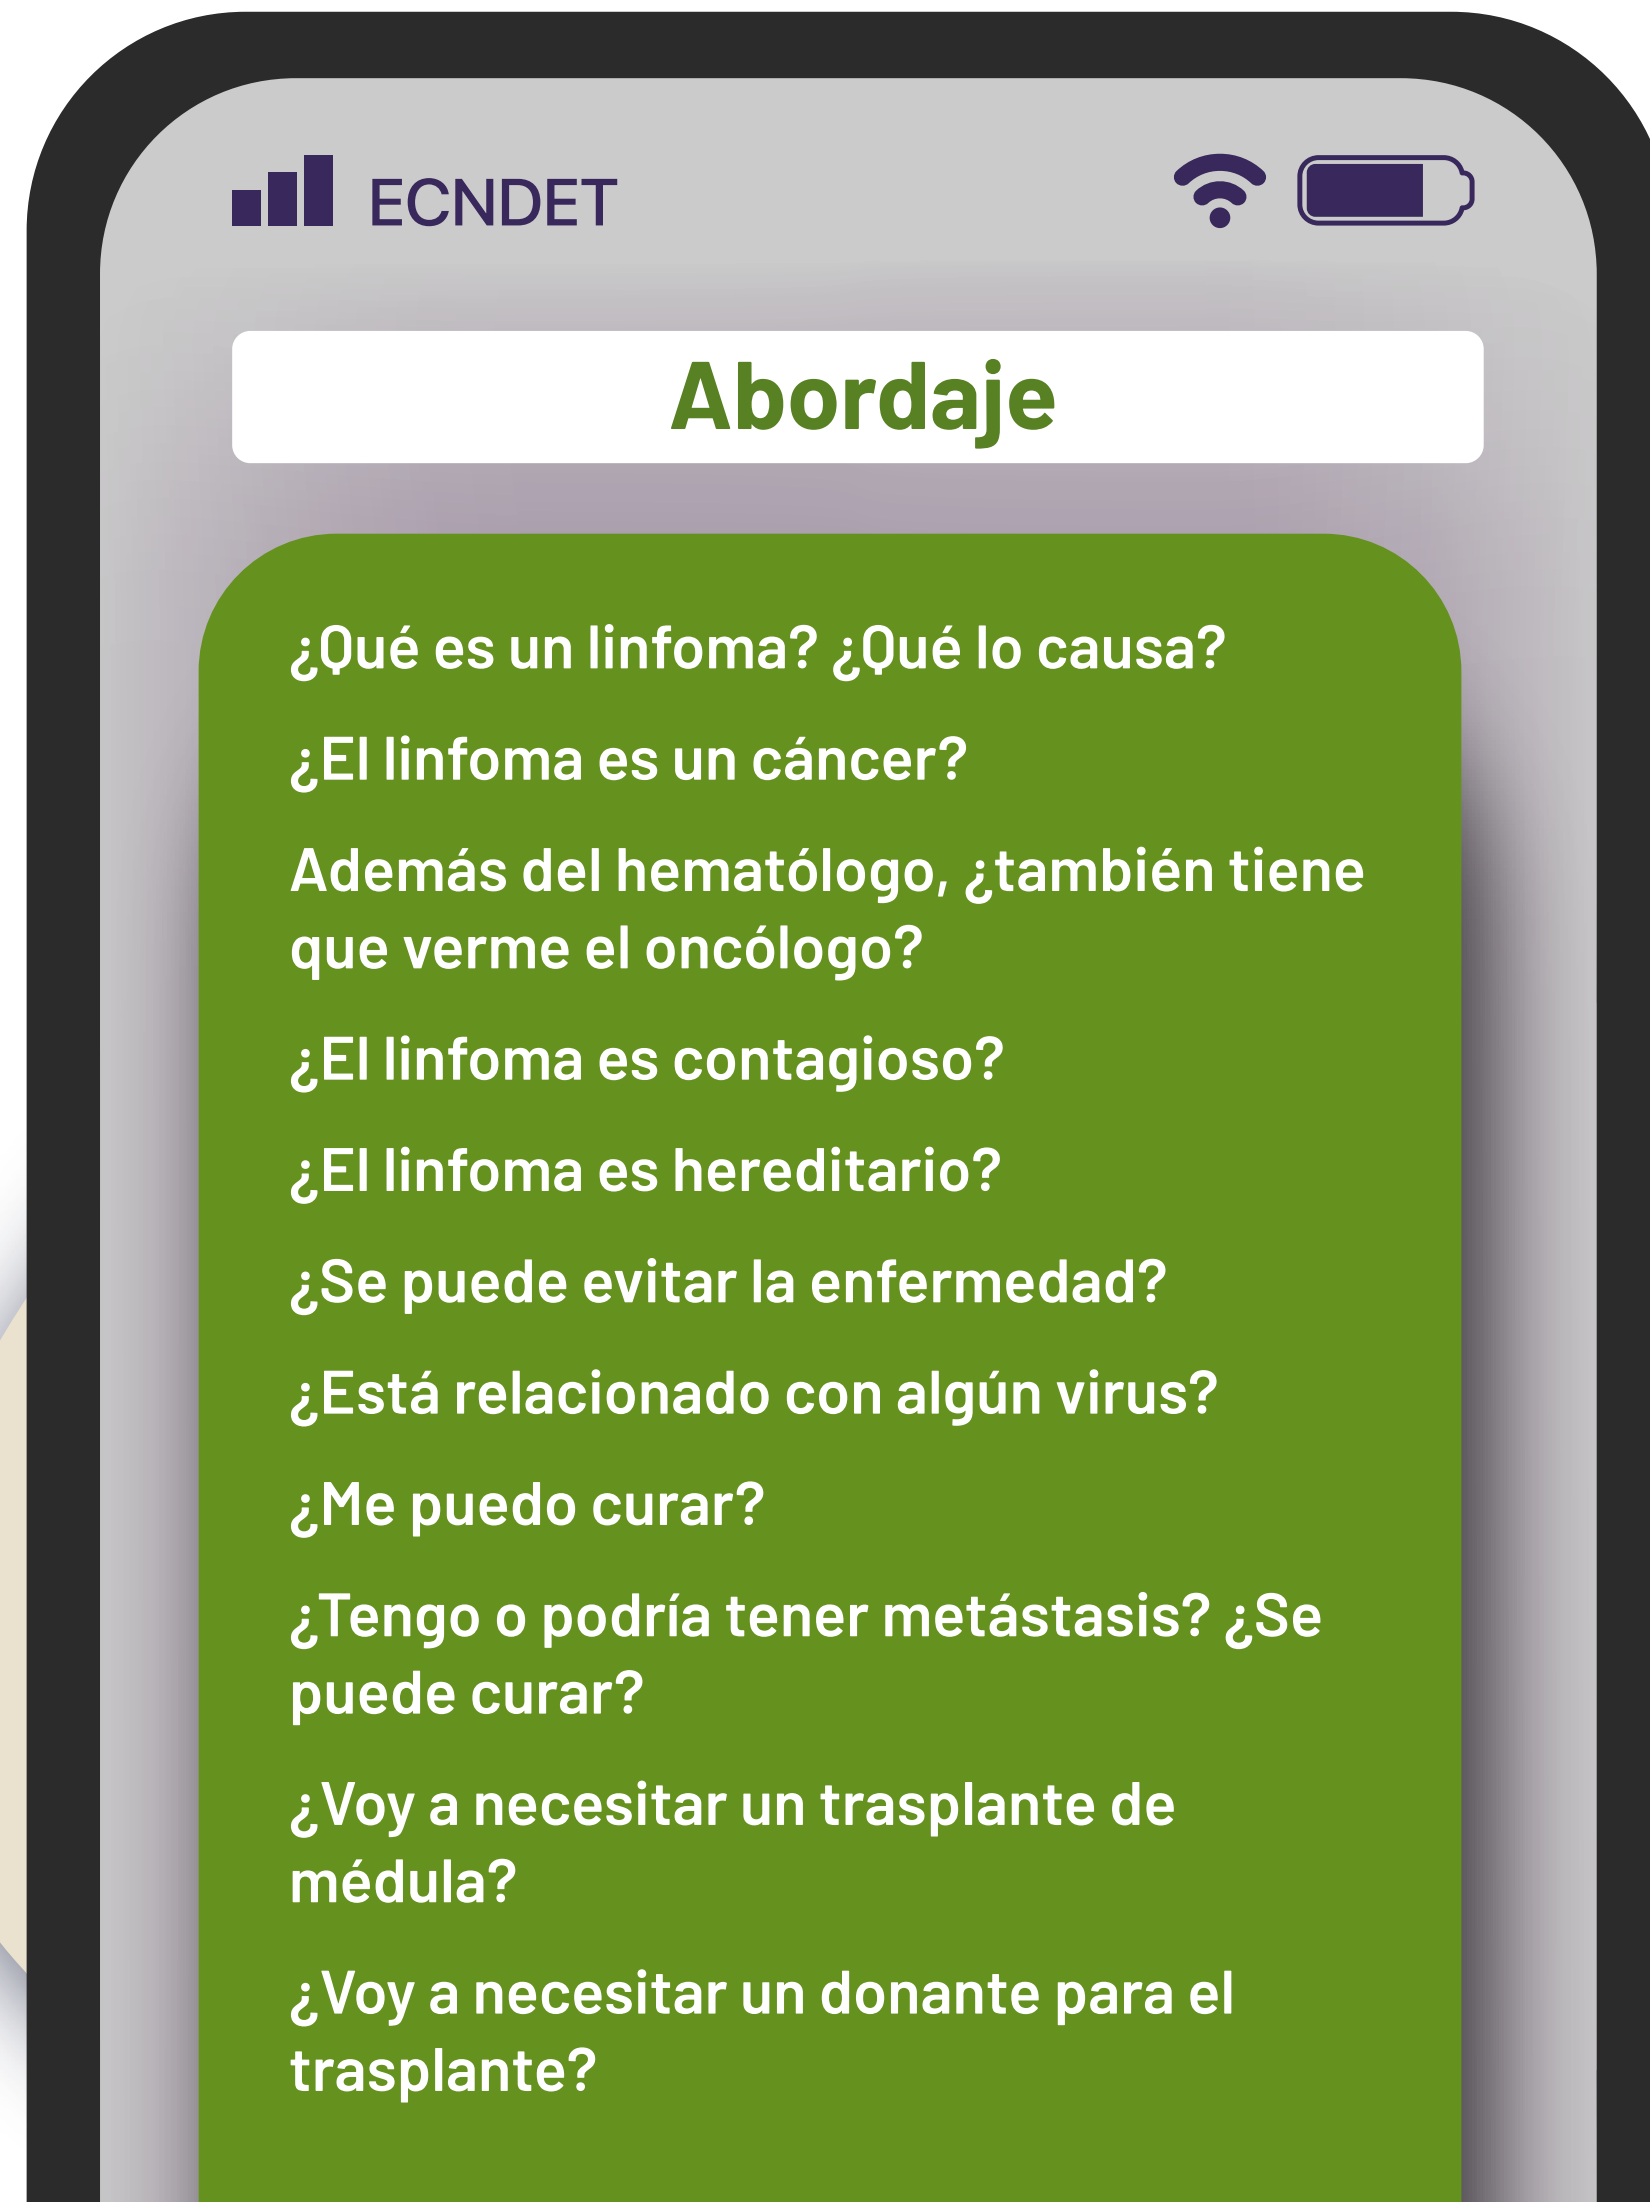 ECNDET
Abordaje
¿Qué es un linfoma? ¿Qué lo causa?
¿El linfoma es un cáncer?
Además del hematólogo, ¿también tiene
que verme el oncólogo?
¿El linfoma es contagioso?
¿El linfoma es hereditario?
¿Se puede evitar la enfermedad?
¿Está relacionado con algún virus?
¿Me puedo curar?
¿Tengo o podría tener metástasis? ¿Se
puede curar?
¿Voy a necesitar un trasplante de
médula?
¿Voy a necesitar un donante para el
trasplante?